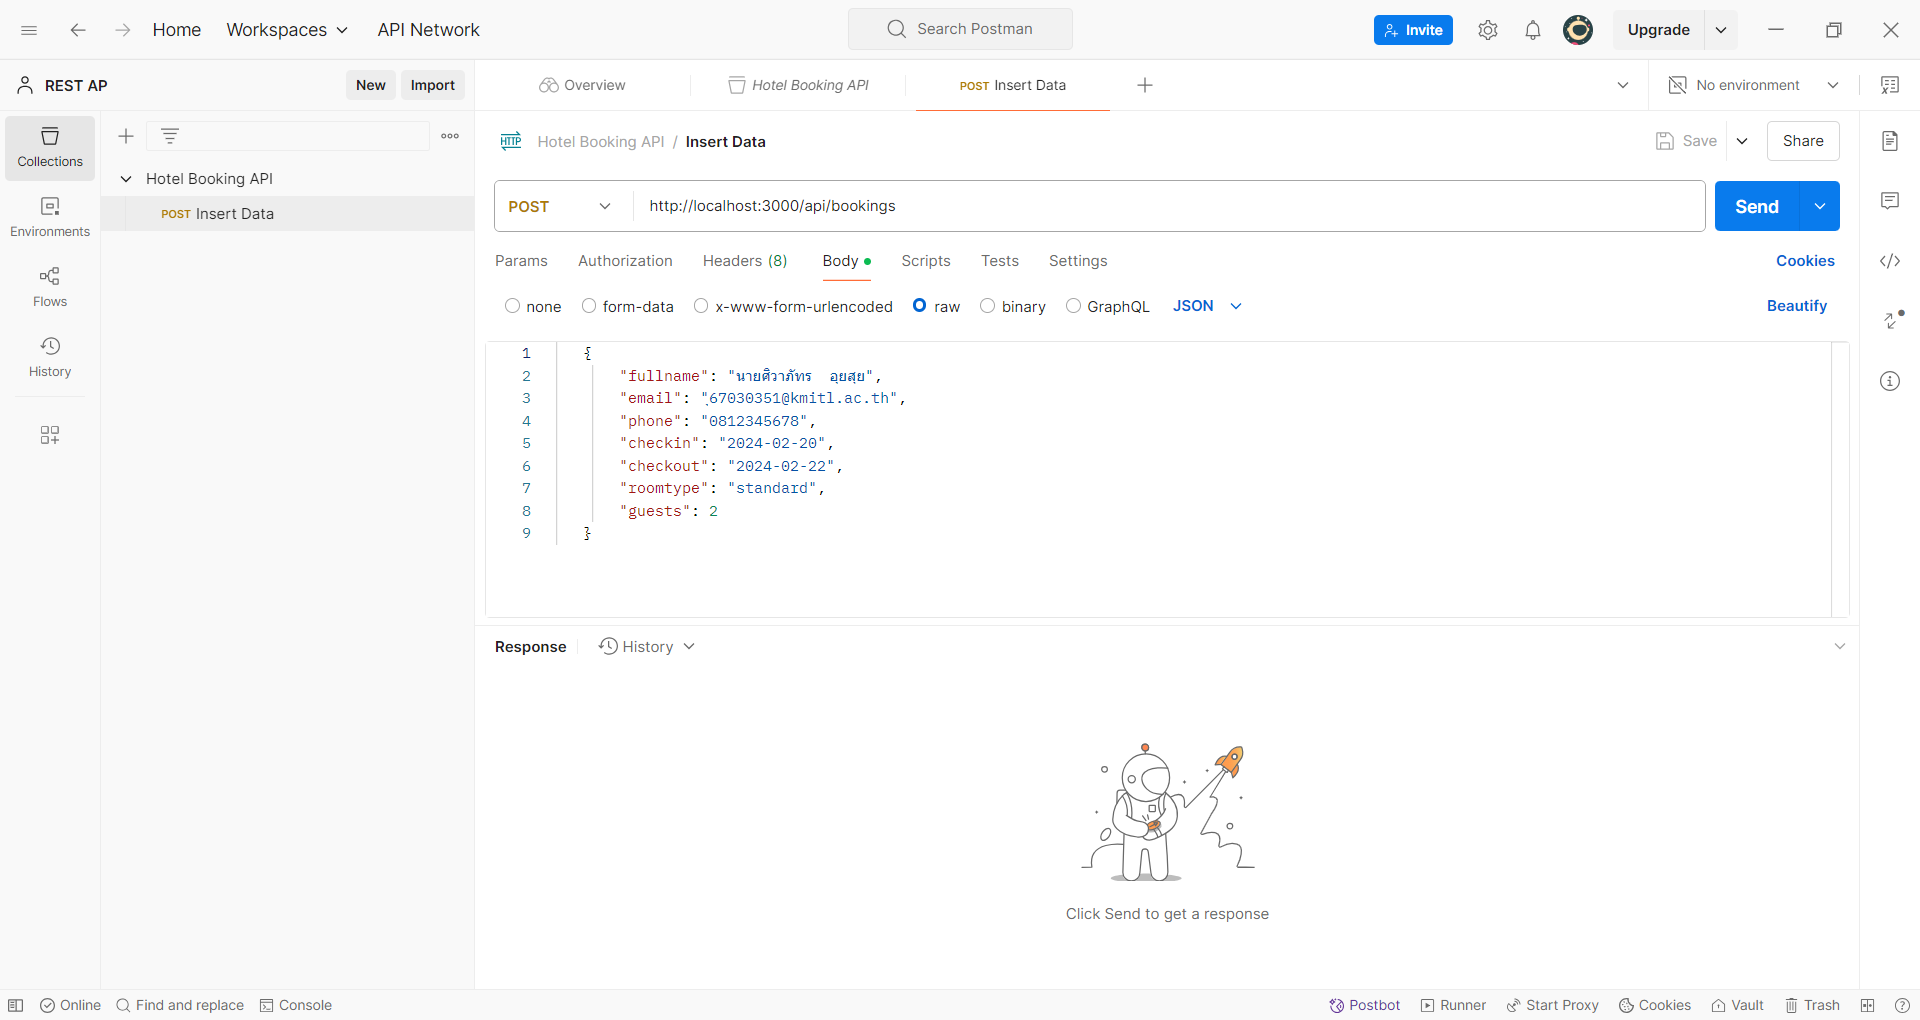 Home
Workspaces
API Network
Search Postman
Invite
Upgrade
REST AP
New
Import
Overview
Hotel Booking API
POST Insert Data
No environment
Collections
Environments
Flows
History
Hotel Booking API
POST Insert Data
HTTP
Hotel Booking API / Insert Data
Save
Share
POST
http://localhost:3000/api/bookings
Send
Params
Authorization
Headers (8)
Body
Scripts
Tests
Settings
Cookies
none
form-data
x-www-form-urlencoded
raw
binary
GraphQL
JSON
Beautify
1 {
2 "fullname": "นายศิวาภัทร  อุยสุย",
3 "email": "ุ67030351@kmitl.ac.th",
4 "phone": "0812345678",
5 "checkin": "2024-02-20",
6 "checkout": "2024-02-22",
7 "roomtype": "standard",
8 "guests": 2
9 }
Response
History
Click Send to get a response
Online
Find and replace
Console
Postbot
Runner
Start Proxy
Cookies
Vault
Trash